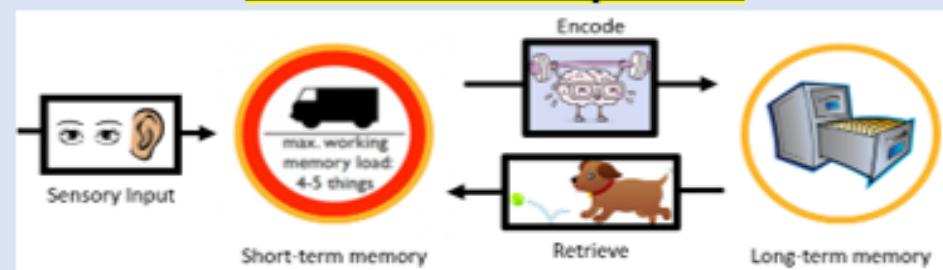 Encode
max. working
memory load:
4-5 things
Sensory Input
Short-term memory
Retrieve
Long-term memory